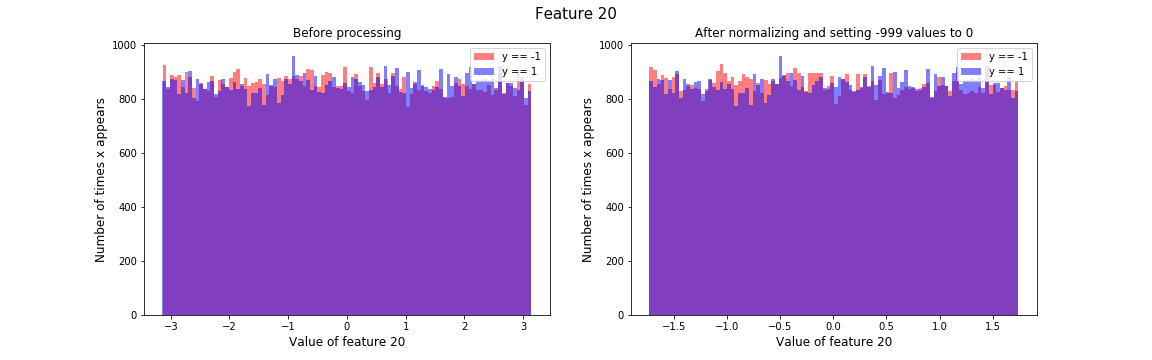 Feature 20
Before processing
Number of times x appears
1000
800
600
400
200
0
y == -1
y == 1
−3 −2 −1 0 1 2 3
Value of feature 20
After normalizing and setting -999 values to 0
Number of times x appears
1000
800
600
400
200
0
y == -1
y == 1
−1.5 −1.0 −0.5 0.0 0.5 1.0 1.5
Value of feature 20